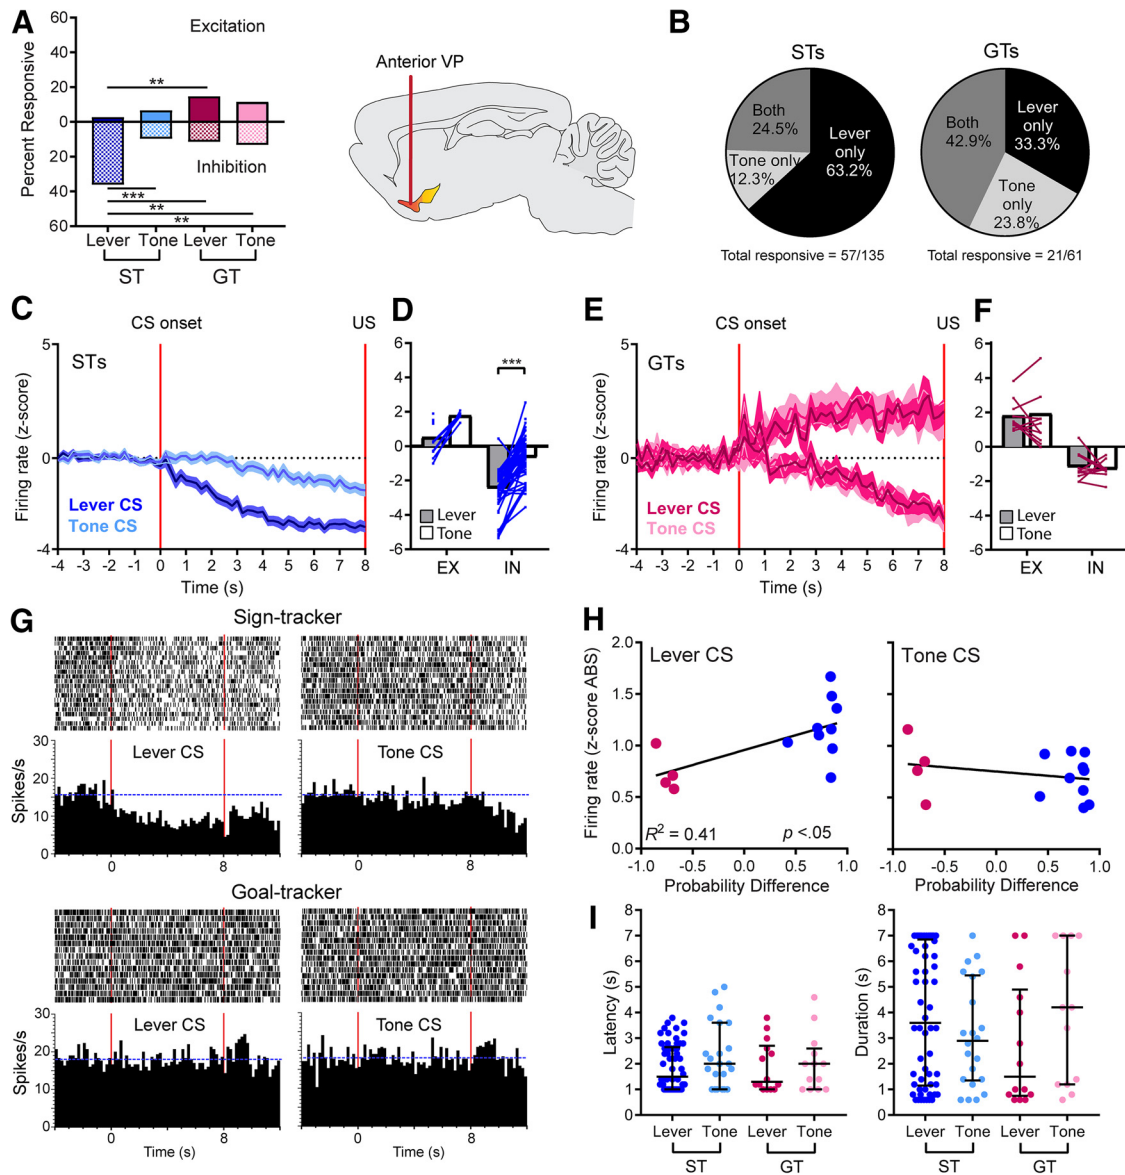 A
60
40
20
0
20
40
60
Percent Responsive
Excitation
Inhibition
**
***
**
**
Lever Tone Lever Tone
ST GT
Anterior VP
B
STs GTs
Both
24.5%
Tone only
12.3%
Lever
only
63.2%
Both
42.9%
Lever
only
33.3%
Tone
only
23.8%
Total responsive = 57/135 Total responsive = 21/61
C
CS onset US
STs
5
0
-4
Firing rate (z-score)
Lever CS
Tone CS
-4 -3 -2 -1 0 1 2 3 4 5 6 7 8
Time (s)
D
6
4
2
0
-2
-4
-6
***
Lever
Tone
EX IN
E
CS onset US
GTs
5
0
-4
Firing rate (z-score)
Lever CS
Tone CS
-4 -3 -2 -1 0 1 2 3 4 5 6 7 8
Time (s)
F
6
4
2
0
-2
-4
-6
Lever
Tone
EX IN
G
Sign-tracker
30
20
10
0
Spikes/s
Lever CS Tone CS
0 8 0 8
Goal-tracker
30
20
10
0
Spikes/s
Lever CS Tone CS
0 8 0 8
Time (s) Time (s)
H
2.0
1.5
1.0
0.5
0.0
Firing rate (z-score ABS)
Lever CS Tone CS
R2 = 0.41 p <.05
-1.0 -0.5 0.0 0.5 1.0 -1.0 -0.5 0.0 0.5 1.0
Probability Difference Probability Difference
I
8
7
6
5
4
3
2
1
0
Latency (s)
Lever Tone Lever Tone
ST GT
8
7
6
5
4
3
2
1
0
Duration (s)
Lever Tone Lever Tone
ST GT